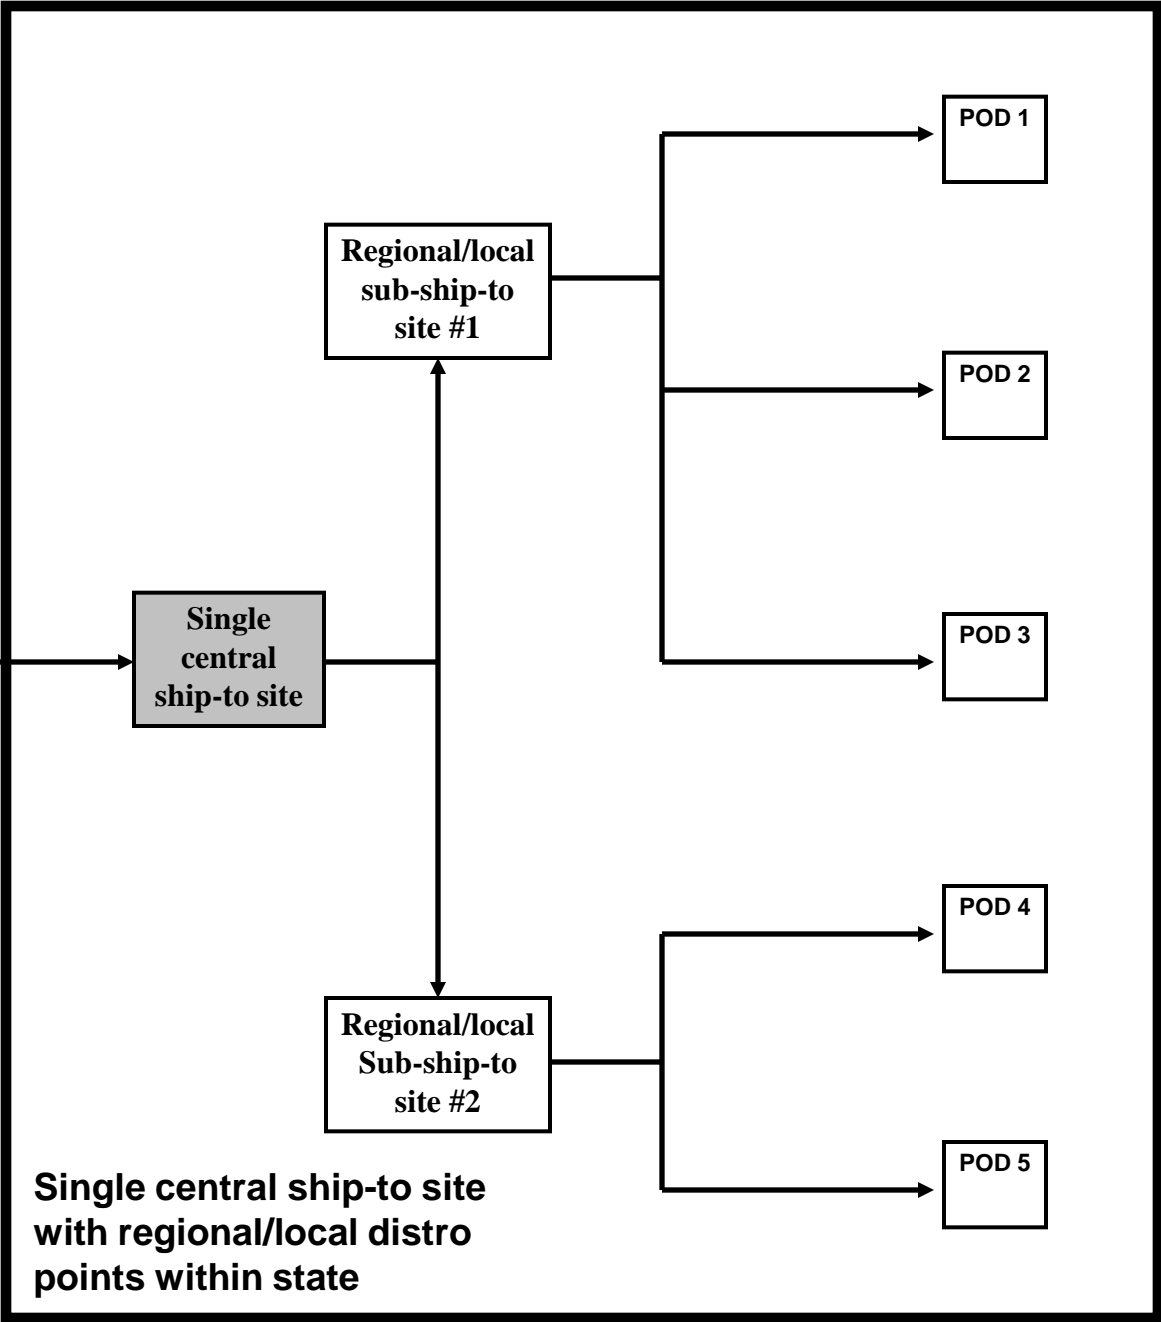 POD 1
Regional/local
sub-ship-to
site #1
POD 2
Single
central
ship-to site
POD 3
POD 4
Regional/local
Sub-ship-to
site #2
POD 5
Single central ship-to site
with regional/local distro
points within state